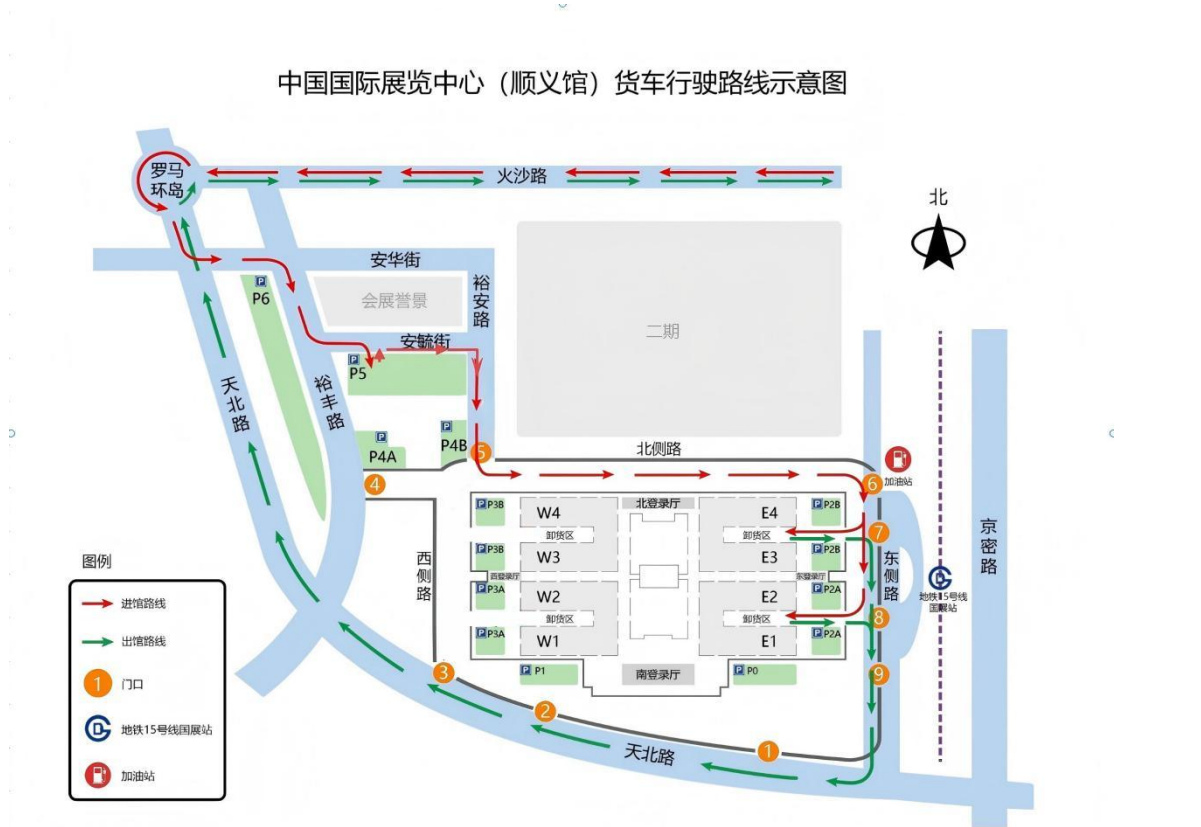 中国国际展览中心（顺义馆）货车行驶路线示意图
罗马
环岛
火沙路
北
安华街
P
P6
会展誉景
裕安路
二期
安毓街
P
P5
天北路
裕丰路
P
P4A
P
P4B
5
北侧路
加油站
4
6
P P3B
W4
北登录厅
E4
P P2B
7
卸货区
卸货区
京密路
P P3B
W3
E3
P P2B
东侧路
西侧路
西登录厅
东登录厅
地铁15号线
国展站
P P3A
W2
E2
P P2A
卸货区
卸货区
8
P P3A
W1
E1
P P2A
3
P P1
南登录厅
P P0
9
2
天北路
1
图例
进馆路线
出馆路线
1 门口
地铁15号线国展站
加油站